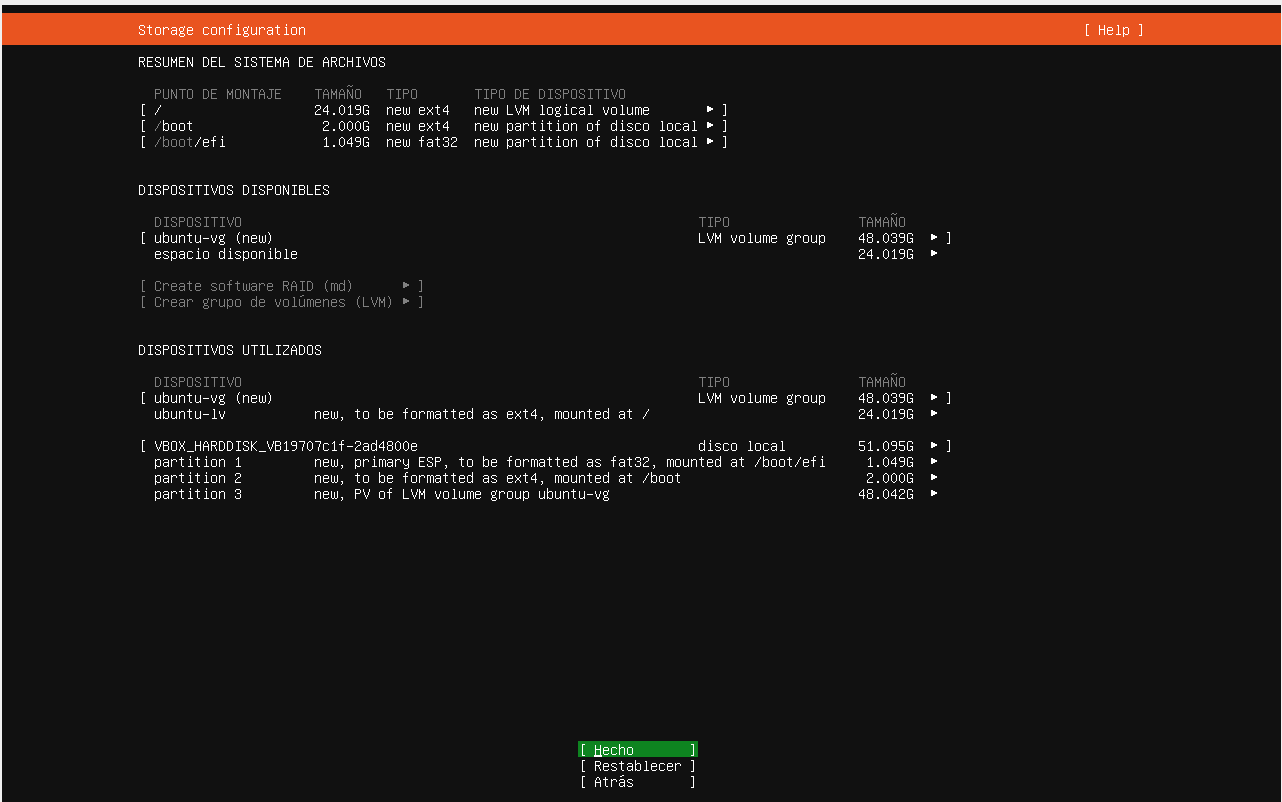 Storage configuration [ Help ]
RESUMEN DEL SISTEMA DE ARCHIVOS
PUNTO DE MONTAJE TAMAÑO TIPO TIPO DE DISPOSITIVO
[ / 24.019G new ext4 new LVM logical volume ▸ ]
[ /boot 2.000G new ext4 new partition of disco local ▸ ]
[ /boot/efi 1.049G new fat32 new partition of disco local ▸ ]
DISPOSITIVOS DISPONIBLES
DISPOSITIVO TIPO TAMAÑO
[ ubuntu-vg (new) LVM volume group 48.039G ▸ ]
espacio disponible 24.019G ▸
[ Create software RAID (md) ▸ ]
[ Crear grupo de volúmenes (LVM) ▸ ]
DISPOSITIVOS UTILIZADOS
DISPOSITIVO TIPO TAMAÑO
[ ubuntu-vg (new) LVM volume group 48.039G ▸ ]
ubuntu-lv new, to be formatted as ext4, mounted at / 24.019G ▸
[ VBOX_HARDDISK_VB19707c1f-2ad4800e disco local 51.095G ▸ ]
partition 1 new, primary ESP, to be formatted as fat32, mounted at /boot/efi 1.049G ▸
partition 2 new, to be formatted as ext4, mounted at /boot 2.000G ▸
partition 3 new, PV of LVM volume group ubuntu-vg 48.042G ▸
[ Hecho ]
[ Restablecer ]
[ Atrás ]